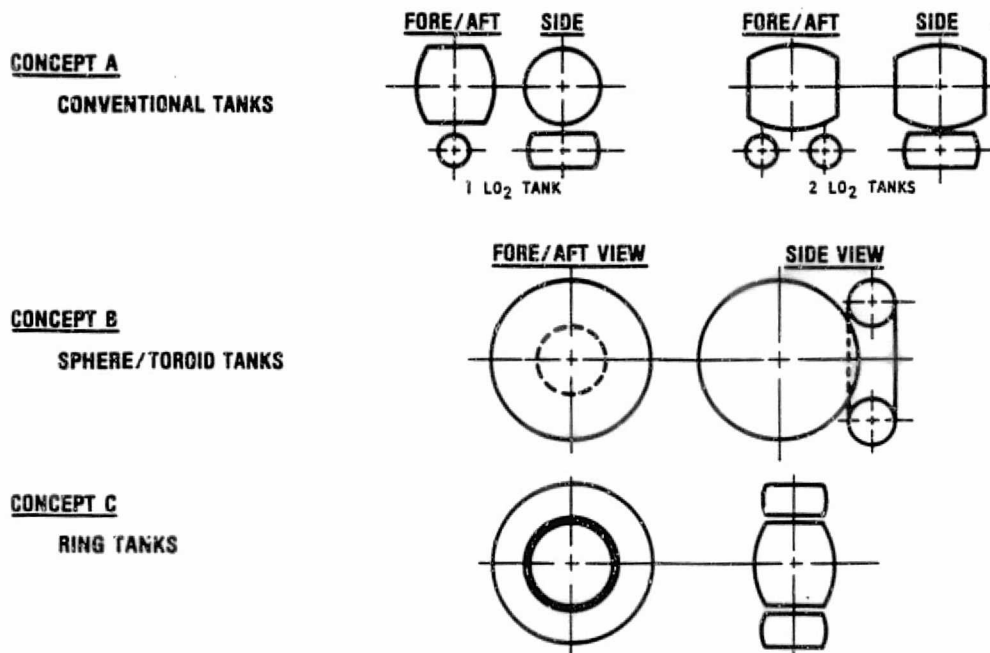 FORE/AFT SIDE FORE/AFT SIDE
CONCEPT A
CONVENTIONAL TANKS
1 LO₂ TANK 2 LO₂ TANKS
FORE/AFT VIEW SIDE VIEW
CONCEPT B
SPHERE/TOROID TANKS
CONCEPT C
RING TANKS